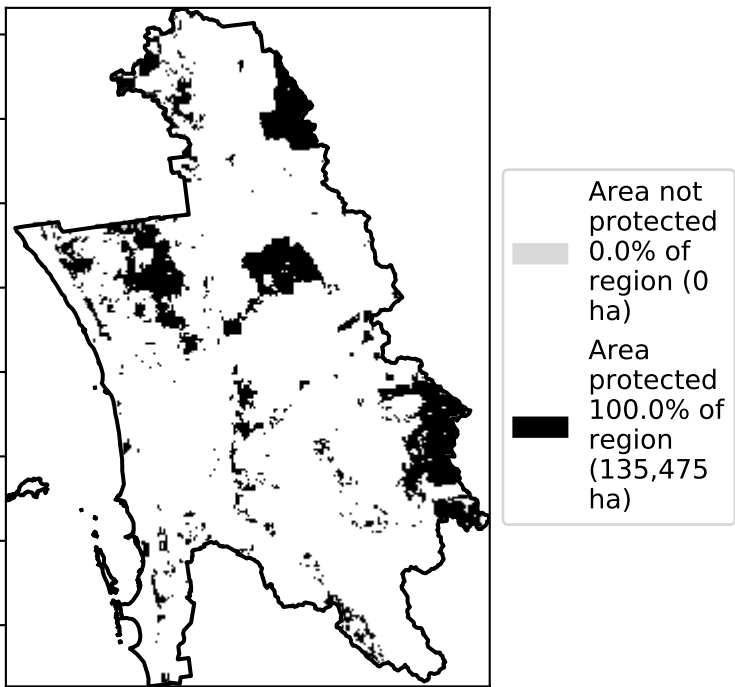 Area not
protected
0.0% of
region (0
ha)
Area
protected
100.0% of
region
(135,475
ha)